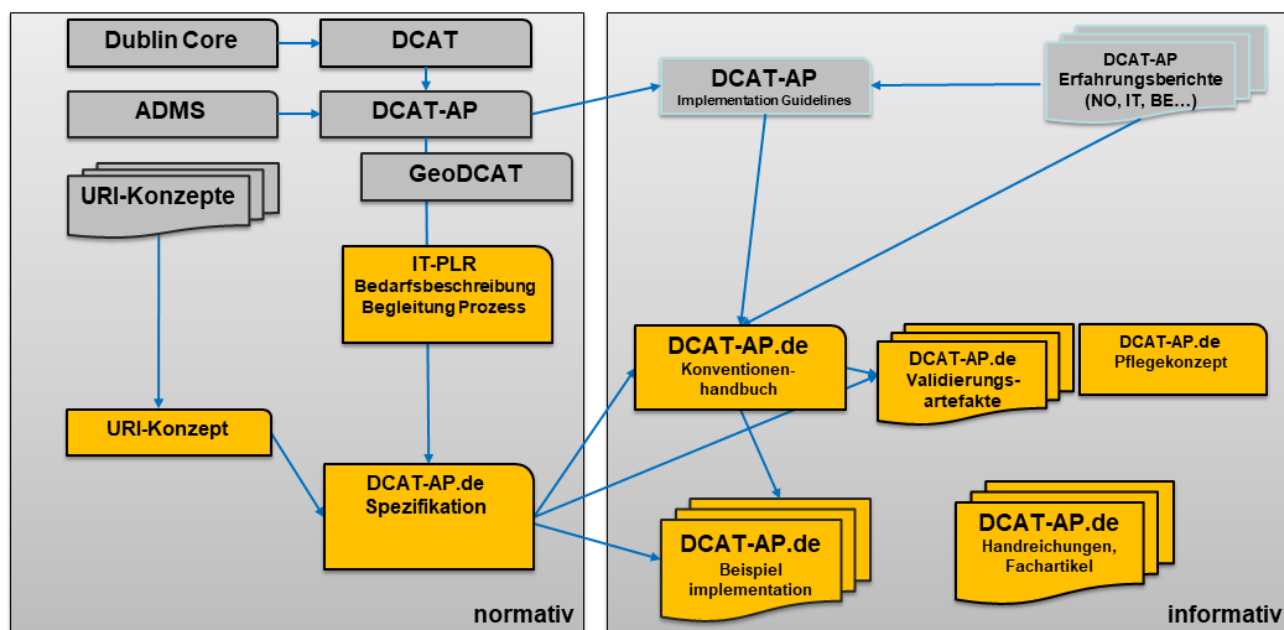 Dublin Core
DCAT
ADMS
DCAT-AP
GeoDCAT
URI-Konzepte
IT-PLR
Bedarfsbeschreibung
Begleitung Prozess
URI-Konzept
DCAT-AP.de
Spezifikation
normativ
DCAT-AP
Implementation Guidelines
DCAT-AP
Erfahrungsberichte
(NO, IT, BE...)
DCAT-AP.de
Konventionen-
handbuch
DCAT-AP.de
Validierungs-
artefakte
DCAT-AP.de
Pflegekonzept
DCAT-AP.de
Beispiel
implementation
DCAT-AP.de
Handreichungen,
Fachartikel
informativ